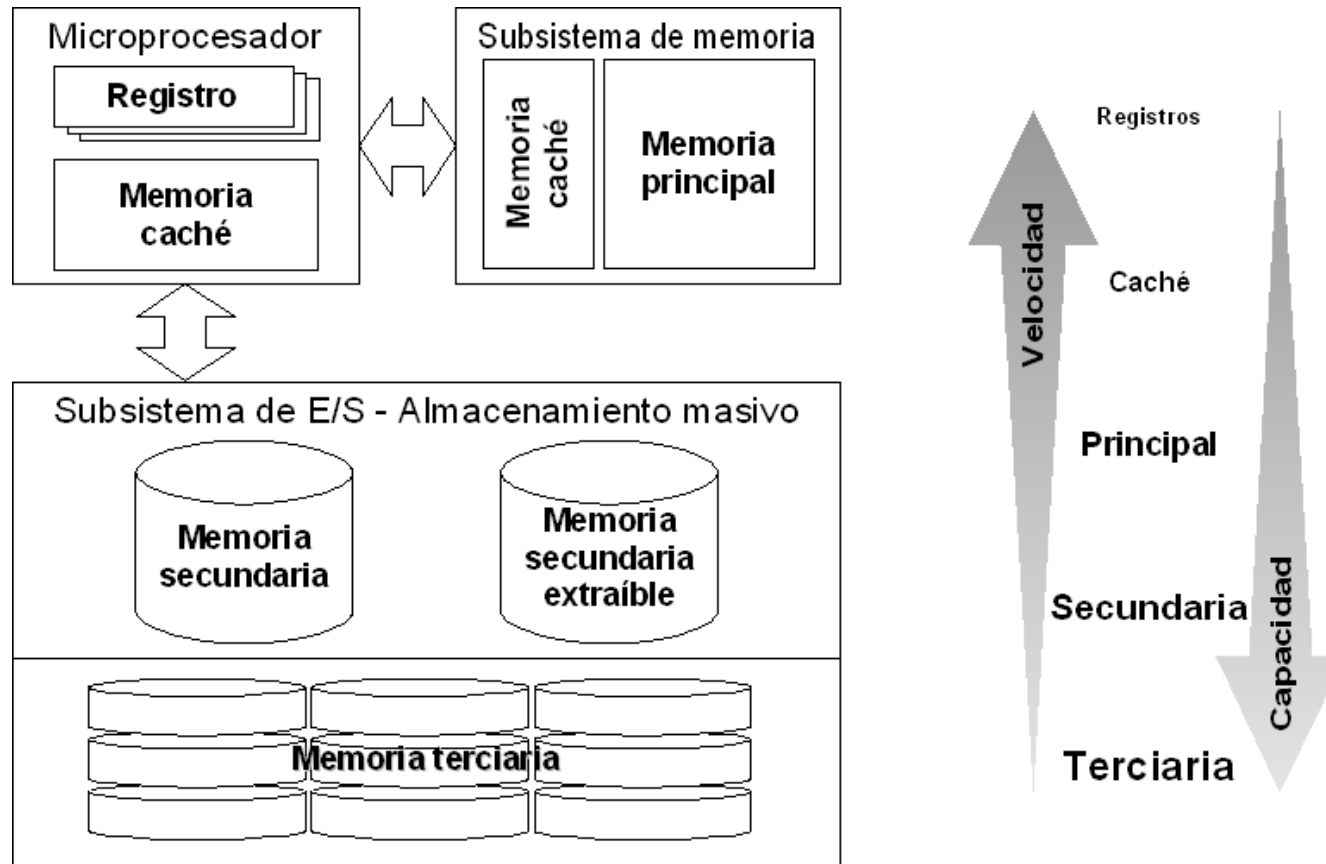 Microprocesador
Registro
Memoria
caché
Subsistema de memoria
Memoria
caché
Memoria
principal
Subsistema de E/S - Almacenamiento masivo
Memoria
secundaria
Memoria
secundaria
extraíble
Memoria terciaria
Velocidad
Registros
Caché
Principal
Secundaria
Terciaria
Capacidad